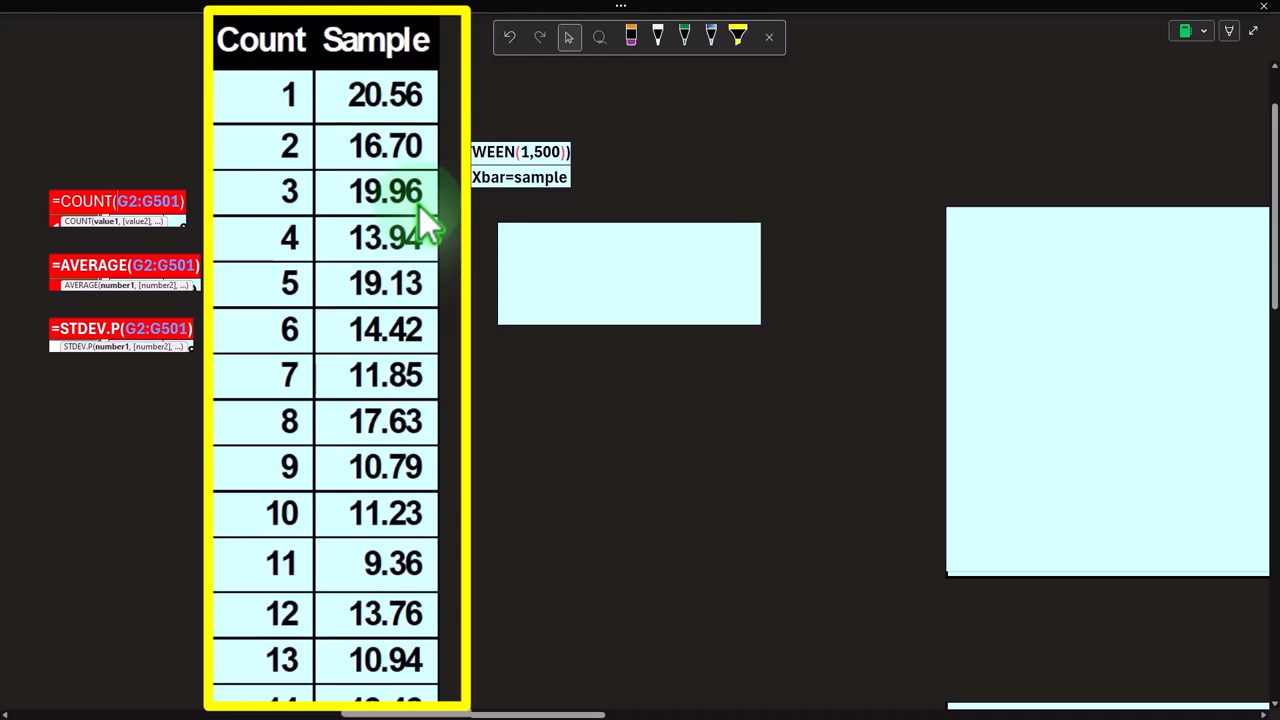 Count Sample
1 20.56
2 16.70
3 19.96
4 13.94
5 19.13
6 14.42
7 11.85
8 17.63
9 10.79
10 11.23
11 9.36
12 13.76
13 10.94
=COUNT(G2:G501)
COUNT(value1, [value2], ...)
=AVERAGE(G2:G501)
AVERAGE(number1, [number2], ...)
=STDEV.P(G2:G501)
STDEV.P(number1, [number2], ...)
WEEN(1,500))
Xbar=sample